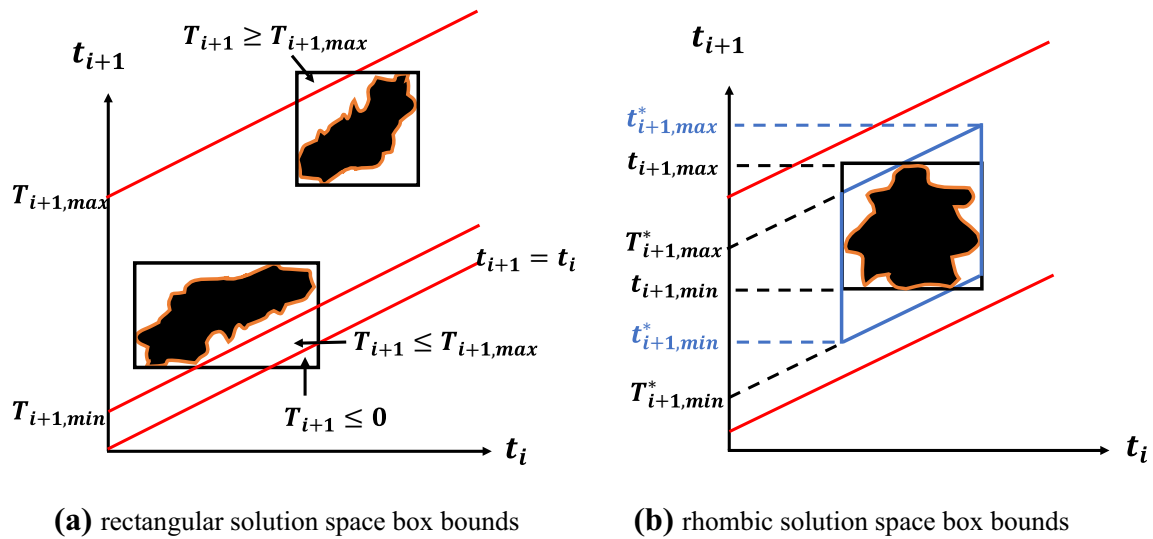 T_{i+1} ≥ T_{i+1,max}
t_{i+1}
T_{i+1,max}
t_{i+1} = t_i
T_{i+1} ≤ T_{i+1,max}
T_{i+1,min}
T_{i+1} ≤ 0
t_i
(a) rectangular solution space box bounds
t_{i+1}
t^*_{i+1,max}
t_{i+1,max}
T^*_{i+1,max}
t_{i+1,min}
t^*_{i+1,min}
T^*_{i+1,min}
t_i
(b) rhombic solution space box bounds